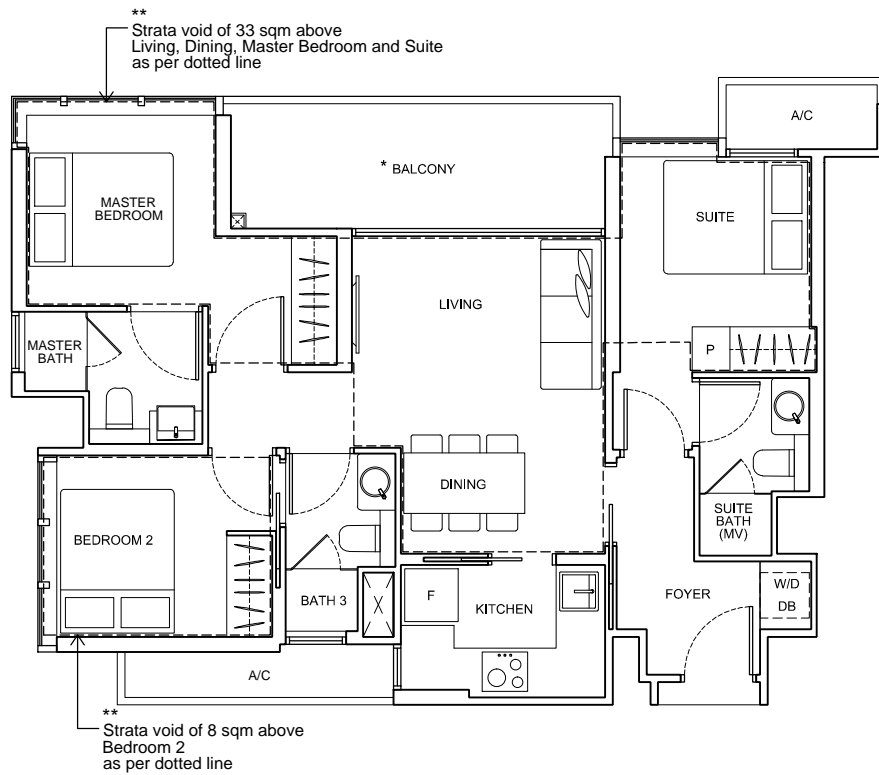 **
Strata void of 33 sqm above
Living, Dining, Master Bedroom and Suite
as per dotted line
A/C
* BALCONY
MASTER
BEDROOM
SUITE
LIVING
MASTER
BATH
P
DINING
SUITE
BATH
(MV)
BEDROOM 2
BATH 3
F
KITCHEN
FOYER
W/D
DB
A/C
**
Strata void of 8 sqm above
Bedroom 2
as per dotted line